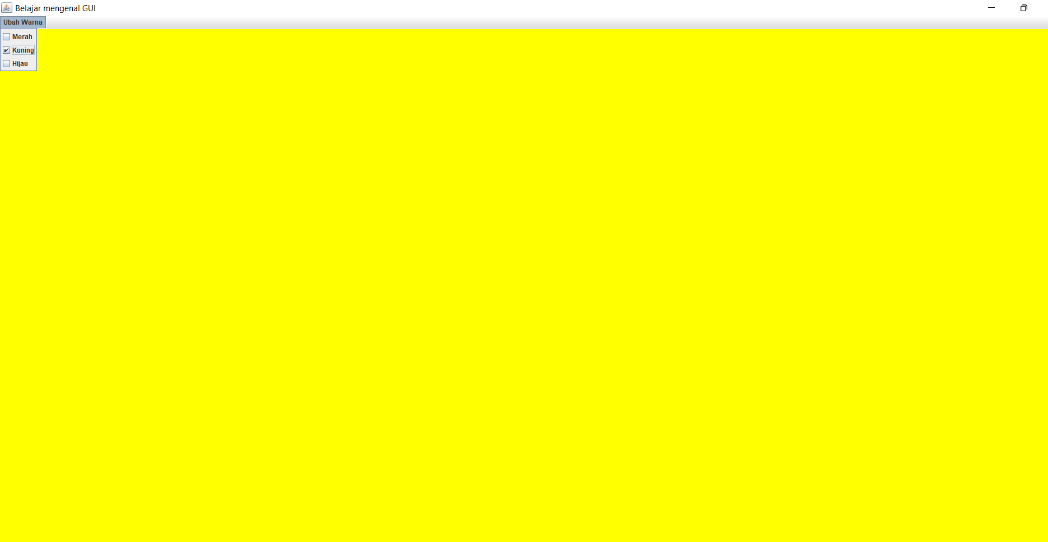 Belajar mengenal GUI
Ubah Warna
Merah
Kuning
Hijau